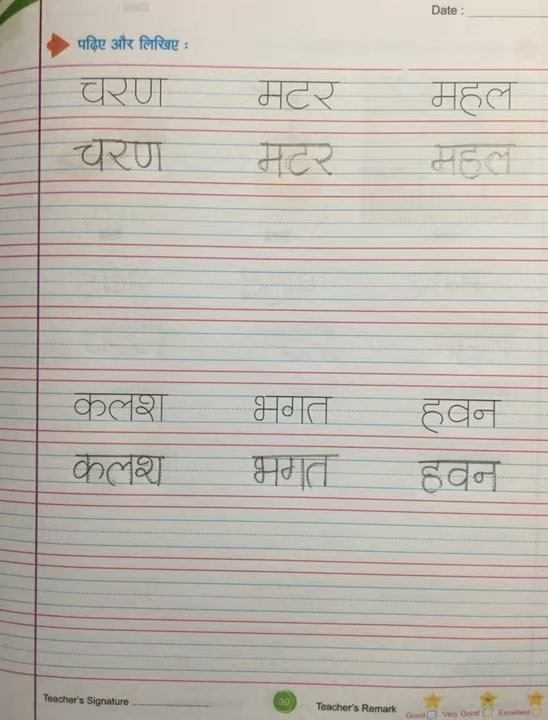 Date :
पढ़िए और लिखिए :
चरण मटर महल
चरण मटर महल
कलश भगत हवन
कलश भगत हवन
Teacher's Signature
39
Teacher's Remark
Good Very Good Excellent